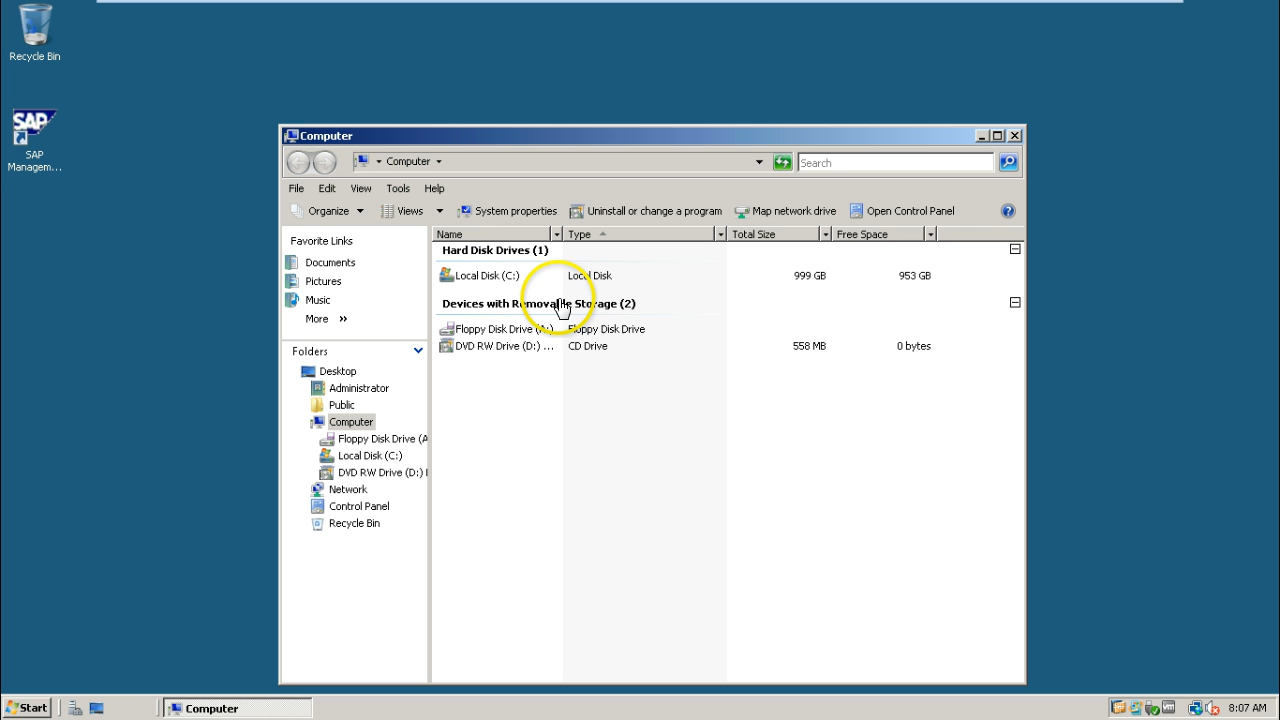 Recycle Bin
SAP
SAP
Managem...
Computer
Computer
Search
File Edit View Tools Help
Organize Views System properties Uninstall or change a program Map network drive Open Control Panel
Favorite Links
Documents
Pictures
Music
More »
Folders
Desktop
Administrator
Public
Computer
Floppy Disk Drive (A
Local Disk (C:)
DVD RW Drive (D:)
Network
Control Panel
Recycle Bin
Name Type Total Size Free Space
Hard Disk Drives (1)
Local Disk (C:) Local Disk 999 GB 953 GB
Devices with Removable Storage (2)
Floppy Disk Drive (A:) Floppy Disk Drive
DVD RW Drive (D:) ... CD Drive 558 MB 0 bytes
Start Computer 8:07 AM